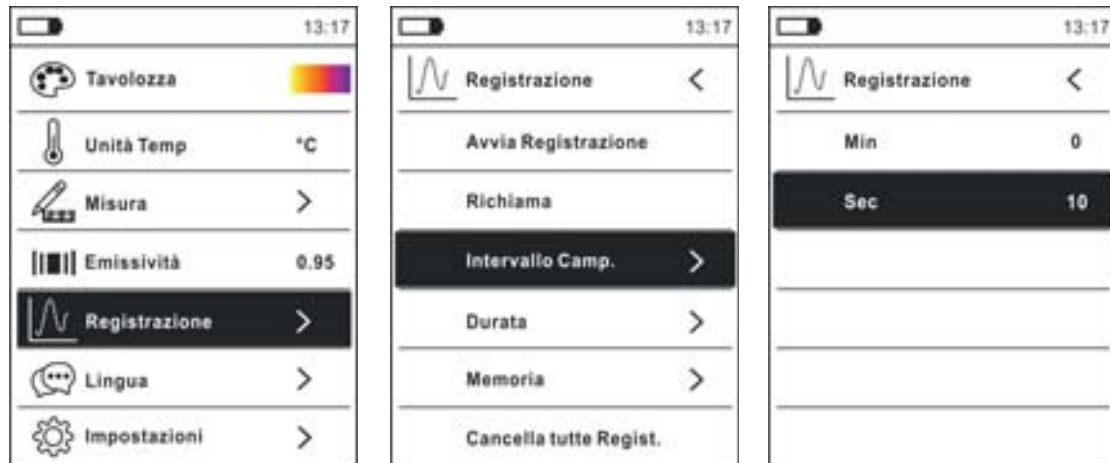 13:17
Tavolozza
Unità Temp °C
Misura >
Emissività 0.95
Registrazione >
Lingua >
Impostazioni >
13:17
Registrazione <
Avvia Registrazione
Richiama
Intervallo Camp. >
Durata >
Memoria >
Cancella tutte Regist.
13:17
Registrazione <
Min 0
Sec 10